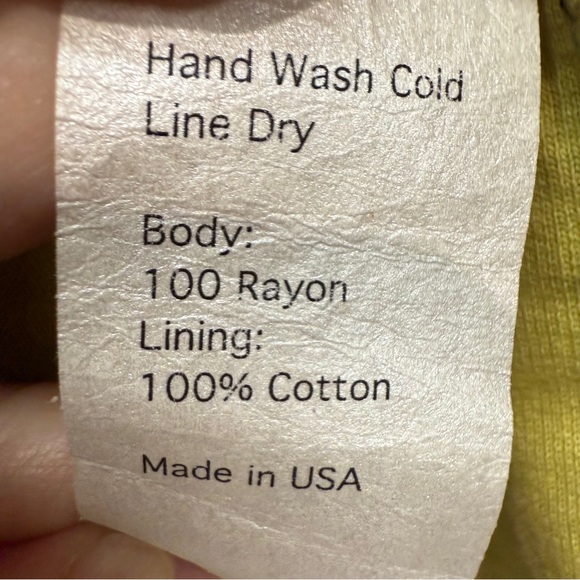 Hand Wash Cold
Line Dry
Body:
100 Rayon
Lining:
100% Cotton
Made in USA